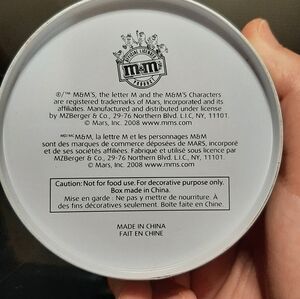 OFFICIAL LICENSED
m&m's
PRODUCT
®/™ M&M'S, the letter M and the M&M'S Characters
are registered trademarks of Mars, Incorporated and its
affiliates. Manufactured and distributed under license
by MZBerger & Co., 29-76 Northern Blvd. L.I.C, NY, 11101.
© Mars, Inc. 2008 www.mms.com
MD/MC M&M, la lettre M et les personnages M&M
sont des marques de commerce déposées de MARS, incorporé
et de ses sociétés affiliées. Fabriqué et utilisé sous licence par
MZBerger & Co., 29-76 Northern Blvd. L.I.C, NY, 11101.
© Mars, Inc. 2008 www.mms.com
Caution: Not for food use. For decorative purpose only.
Box made in China.
Mise en garde : Ne pas y mettre de nourriture. À
des fins décoratives seulement. Boîte faite en Chine.
MADE IN CHINA
FAIT EN CHINE